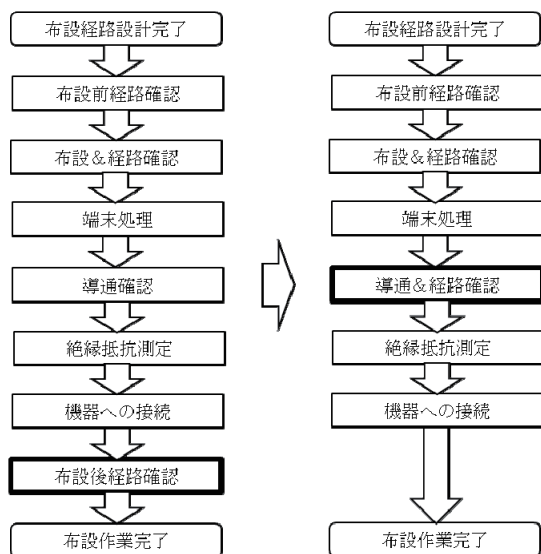 布設経路設計完了
布設前経路確認
布設＆経路確認
端末処理
導通確認
絶縁抵抗測定
機器への接続
布設後経路確認
布設作業完了
布設経路設計完了
布設前経路確認
布設＆経路確認
端末処理
導通＆経路確認
絶縁抵抗測定
機器への接続
布設作業完了